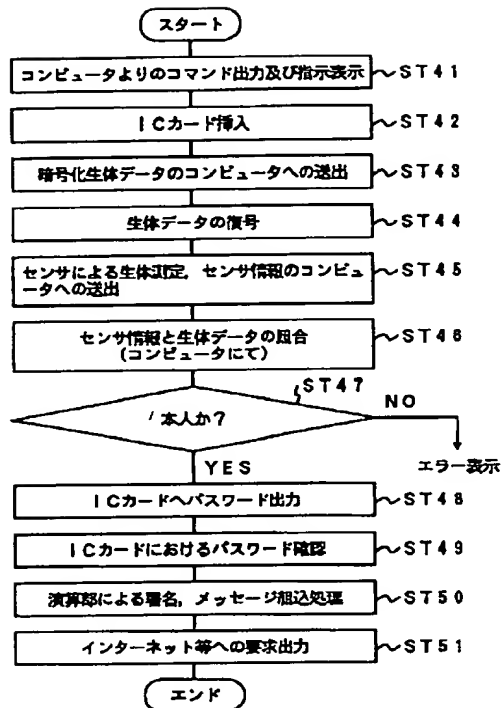 スタート
コンピュータよりのコマンド出力及び指示表示 ST41
ICカード挿入 ST42
暗号化生体データのコンピュータへの送出 ST43
生体データの復号 ST44
センサによる生体測定，センサ情報のコンピュ
ータへの送出 ST45
センサ情報と生体データの照合
(コンピュータにて) ST46
ST47
本人か？
NO
エラー表示
YES
ICカードへパスワード出力 ST48
ICカードにおけるパスワード確認 ST49
演算部による署名，メッセージ組込処理 ST50
インターネット等への要求出力 ST51
エンド